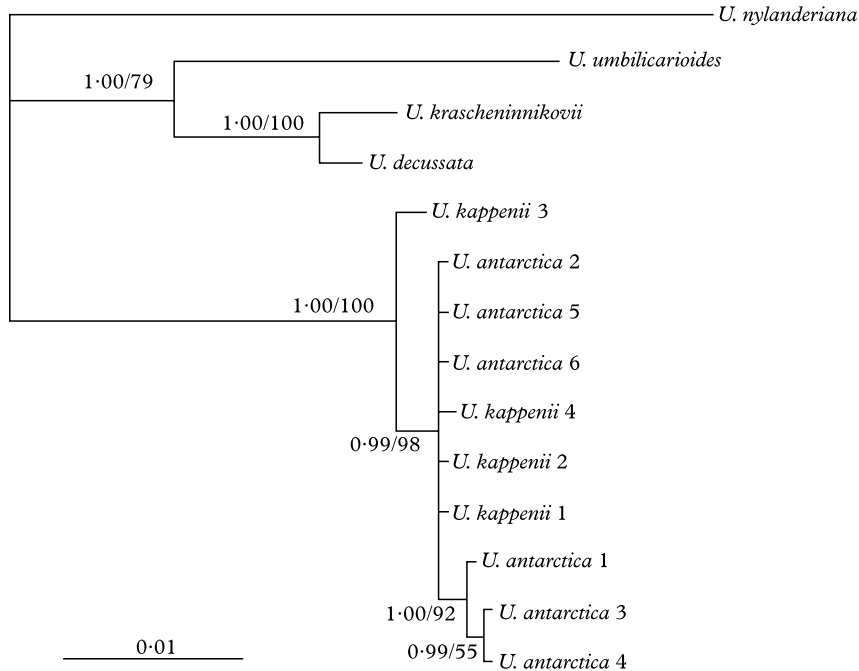 U. nylanderiana
U. umbilicarioides
1·00/79
U. krascheninnikovii
1·00/100
U. decussata
U. kappenii 3
U. antarctica 2
1·00/100
U. antarctica 5
U. antarctica 6
U. kappenii 4
0·99/98
U. kappenii 2
U. kappenii 1
U. antarctica 1
1·00/92
U. antarctica 3
0·99/55
0·01
U. antarctica 4